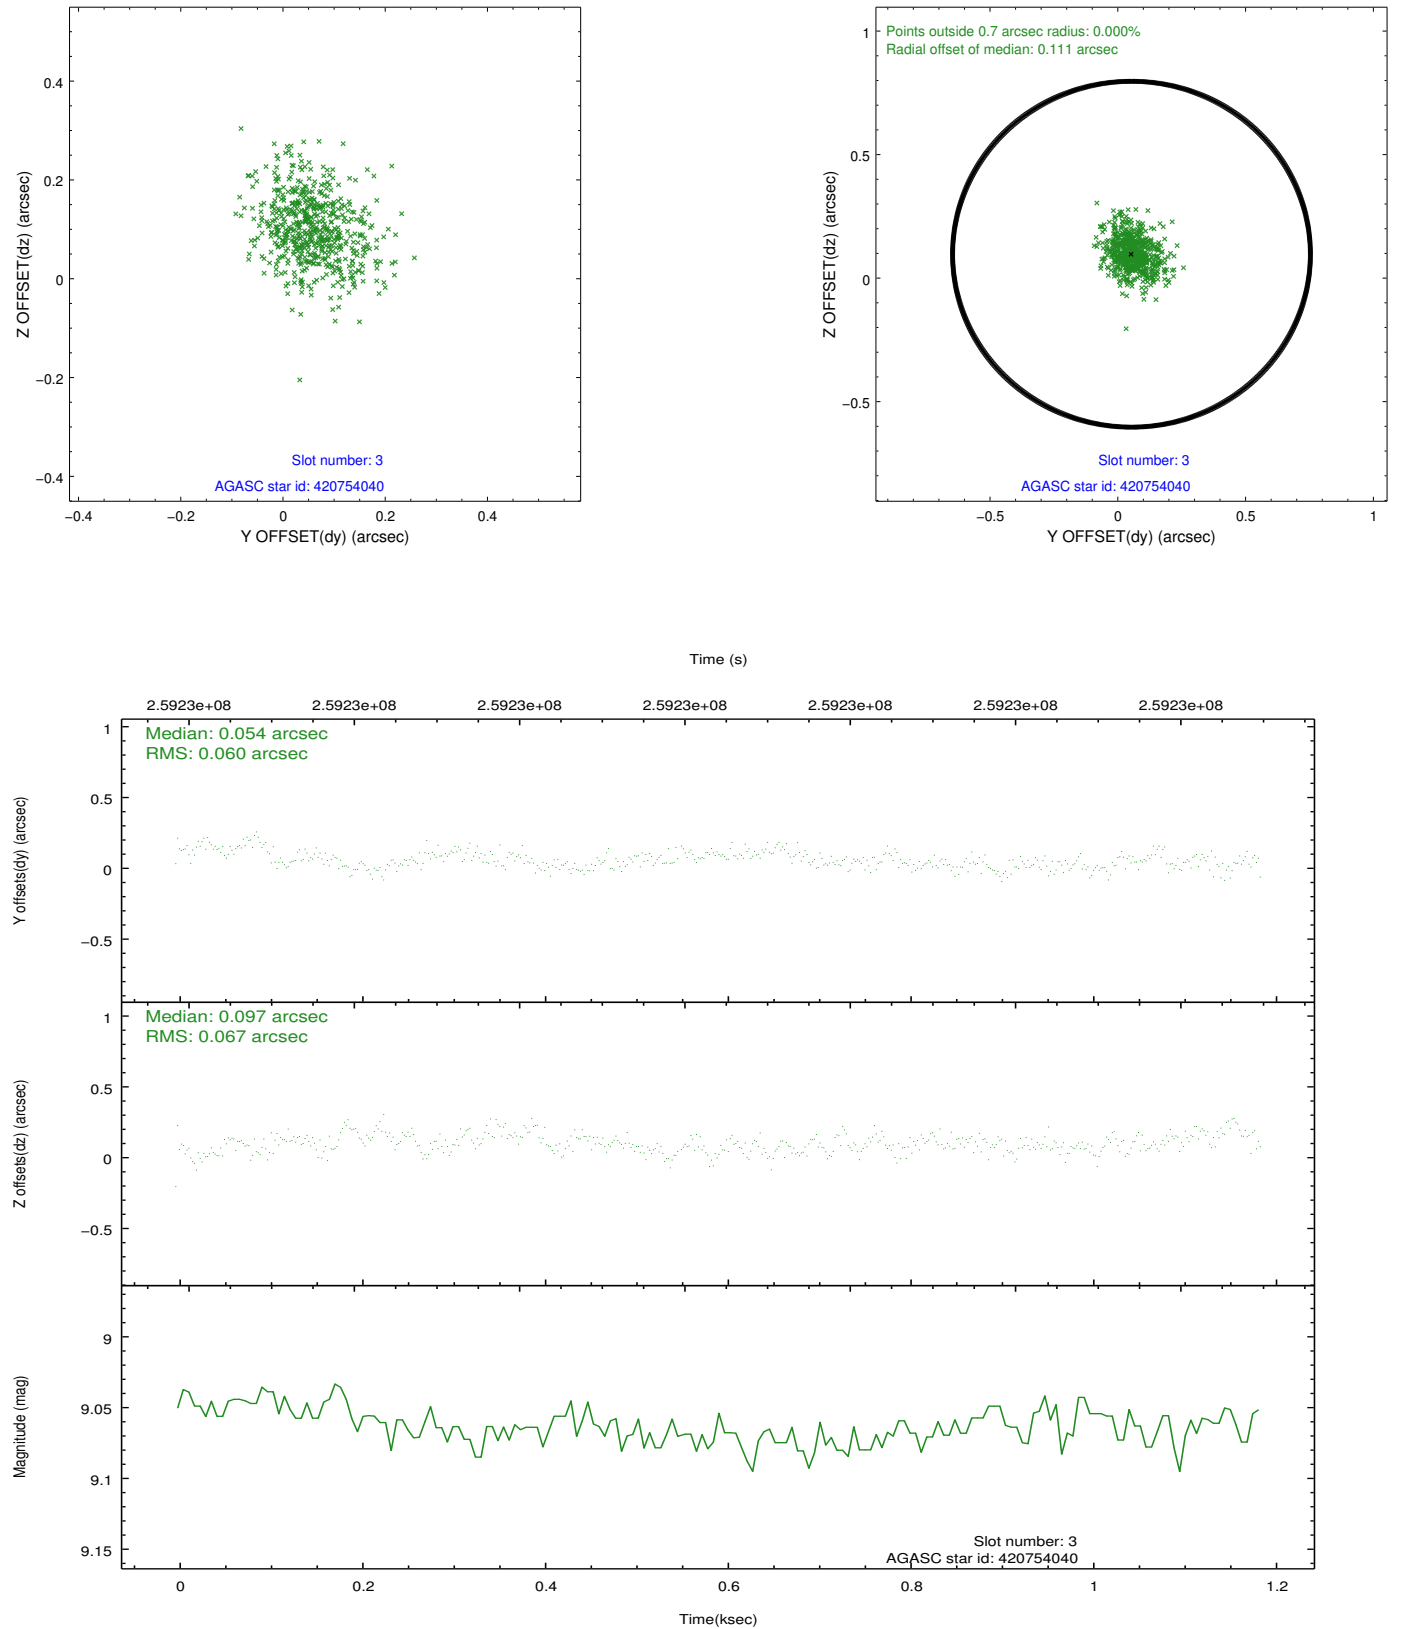 0.4
0.2
0
−0.2
−0.4
Z OFFSET(dz) (arcsec)
Slot number: 3
AGASC star id: 420754040
−0.4 −0.2 0 0.2 0.4
Y OFFSET(dy) (arcsec)
Points outside 0.7 arcsec radius: 0.000%
Radial offset of median: 0.111 arcsec
1
0.5
0
−0.5
Z OFFSET(dz) (arcsec)
Slot number: 3
AGASC star id: 420754040
−0.5 0 0.5 1
Y OFFSET(dy) (arcsec)
Time (s)
2.5923e+08 2.5923e+08 2.5923e+08 2.5923e+08 2.5923e+08 2.5923e+08 2.5923e+08
Median: 0.054 arcsec
RMS: 0.060 arcsec
1
0.5
0
−0.5
Y offsets(dy) (arcsec)
Median: 0.097 arcsec
RMS: 0.067 arcsec
1
0.5
0
−0.5
Z offsets(dz) (arcsec)
9
9.05
9.1
9.15
Magnitude (mag)
Slot number: 3
AGASC star id: 420754040
0 0.2 0.4 0.6 0.8 1 1.2
Time(ksec)